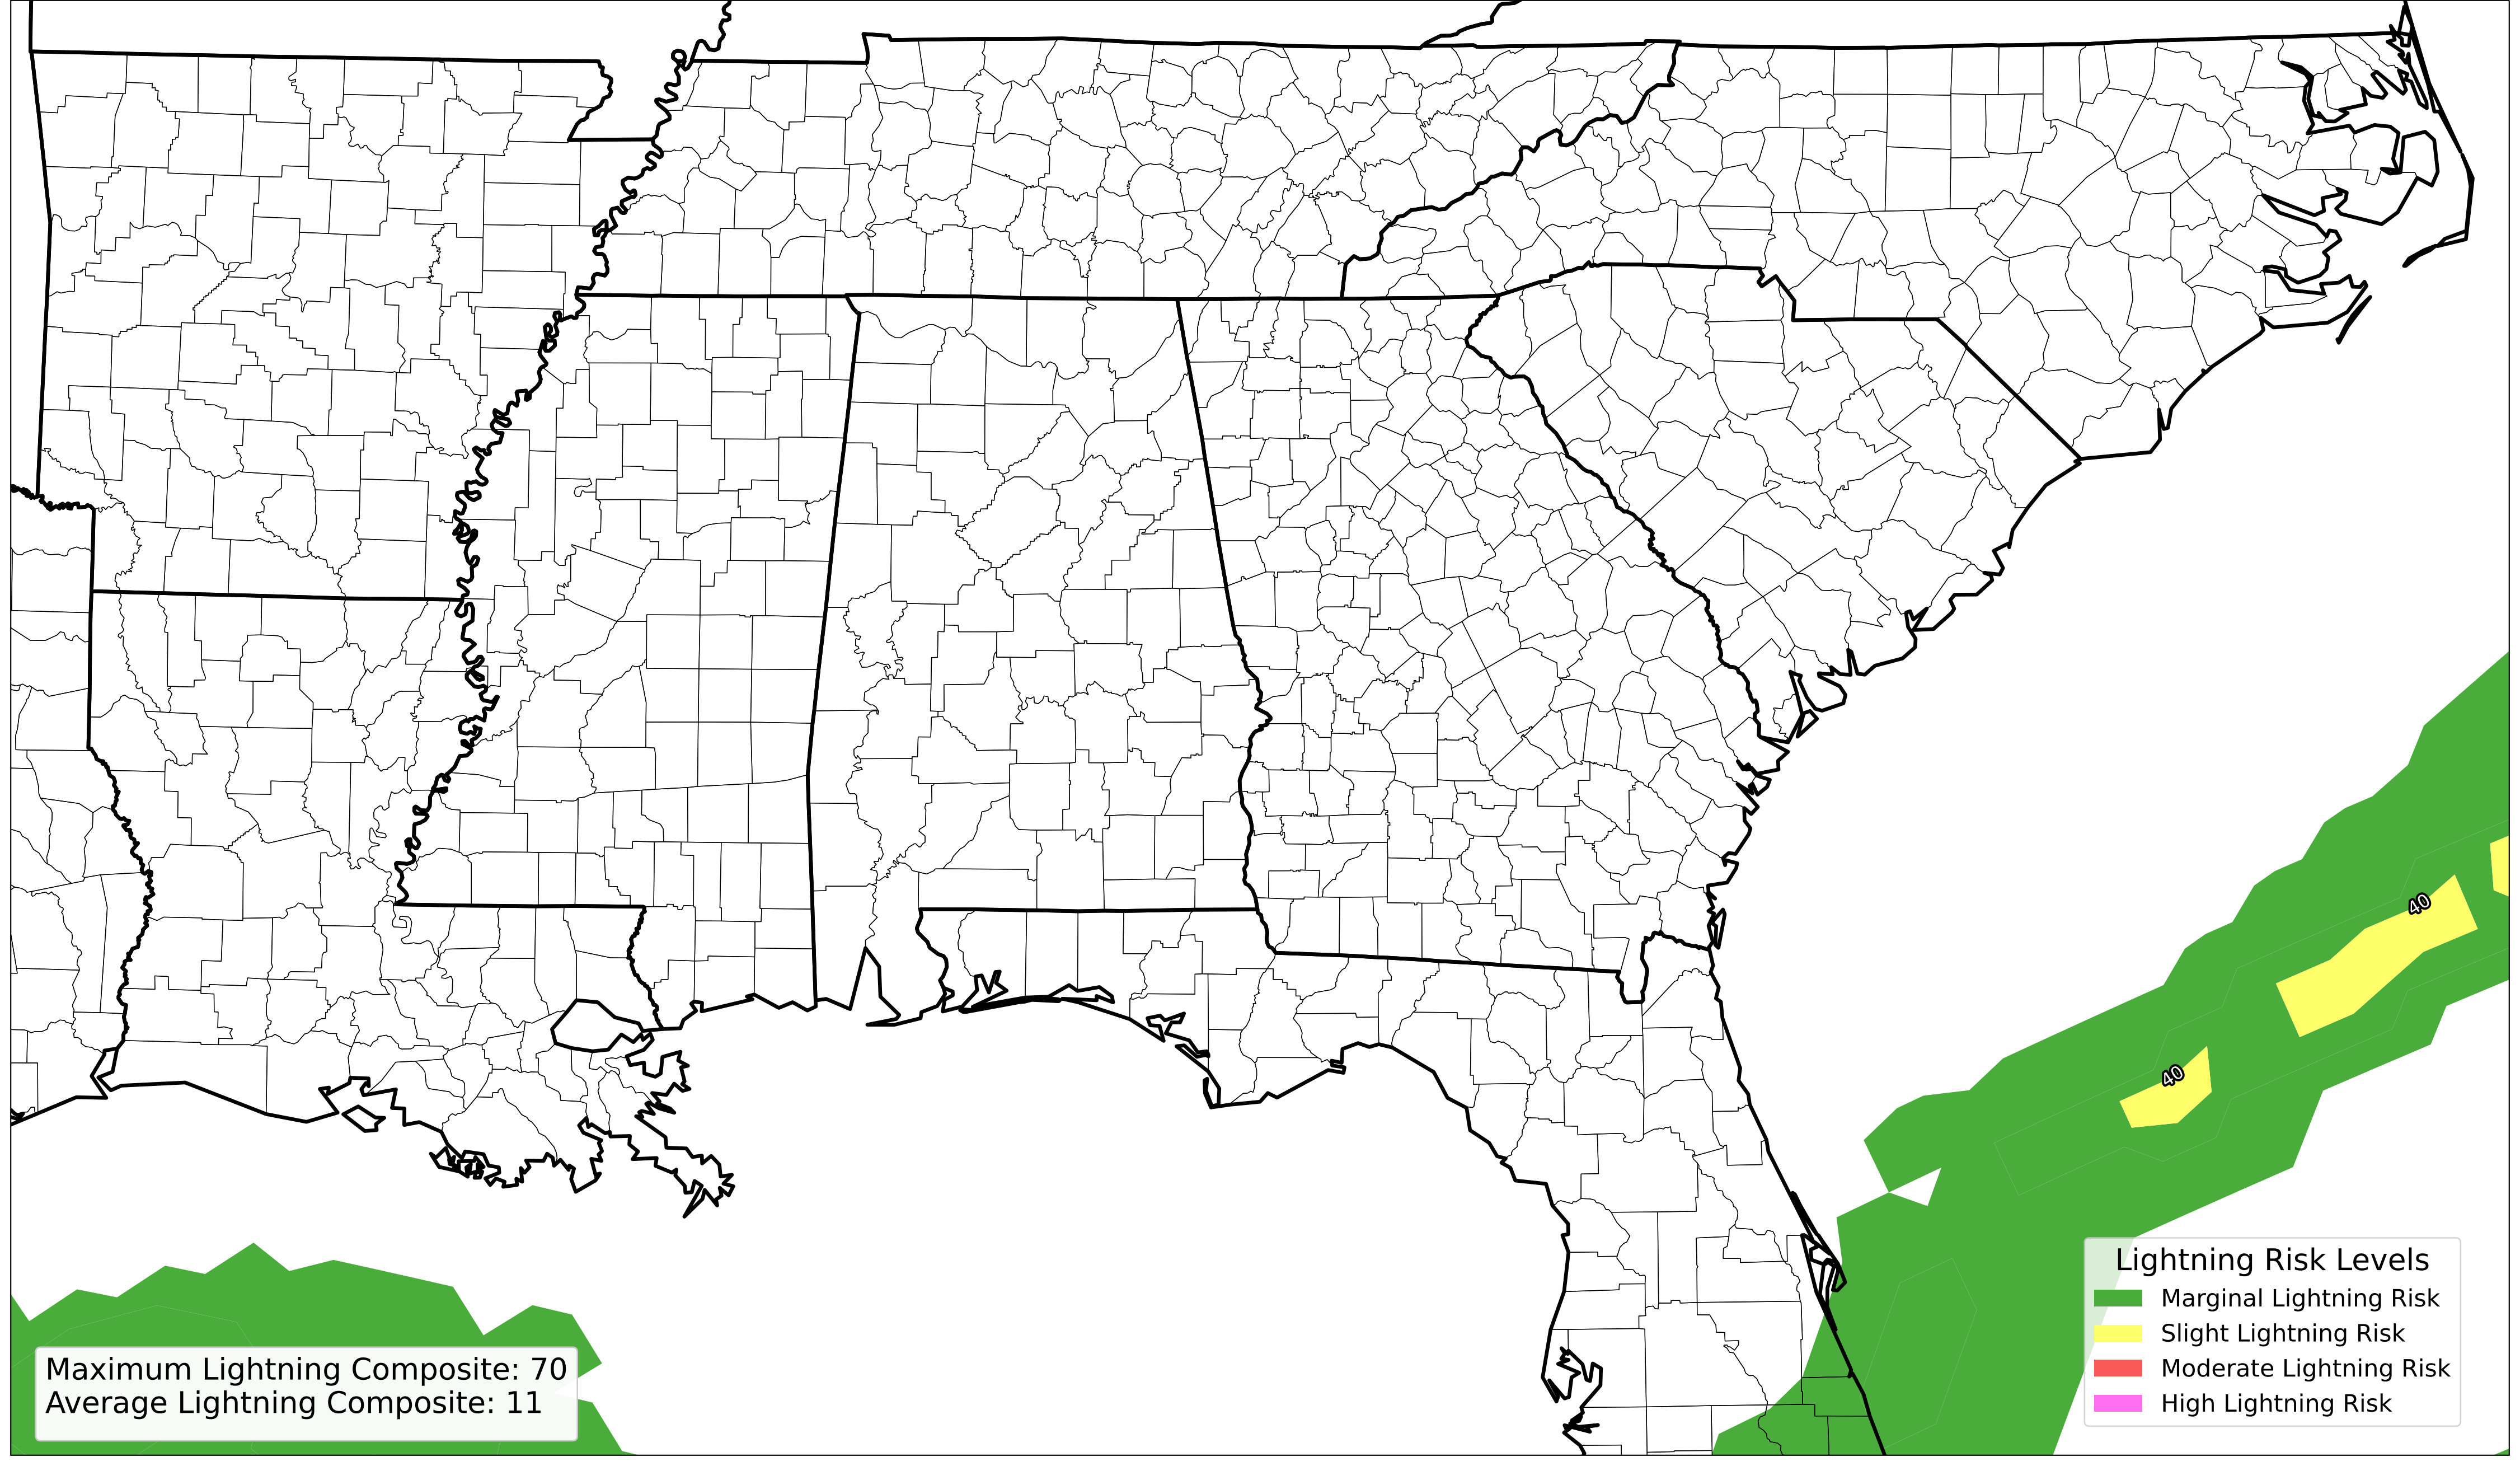 40
40
Lightning Risk Levels
Marginal Lightning Risk
Slight Lightning Risk
Moderate Lightning Risk
High Lightning Risk
Maximum Lightning Composite: 70
Average Lightning Composite: 11